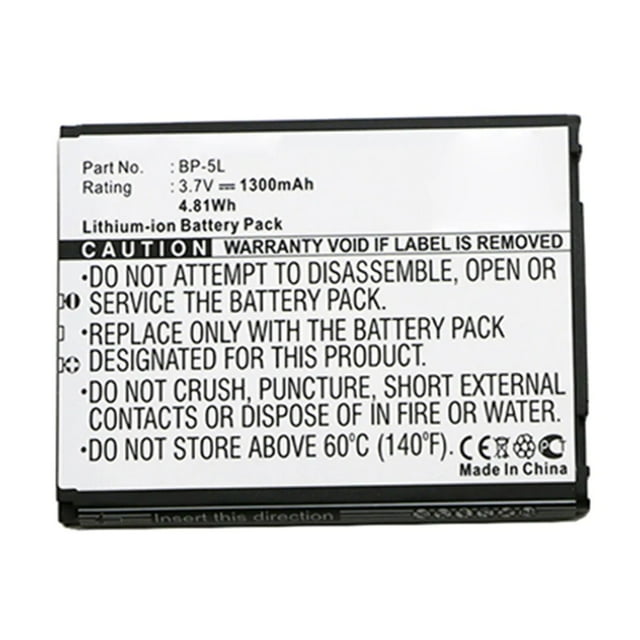 Part No. : BP-5L
Rating : 3.7V 1300mAh
4.81Wh
Lithium-ion Battery Pack
CAUTION WARRANTY VOID IF LABEL IS REMOVED
·DO NOT ATTEMPT TO DISASSEMBLE, OPEN OR
SERVICE THE BATTERY PACK.
·REPLACE ONLY WITH THE BATTERY PACK
DESIGNATED FOR THIS PRODUCT.
·DO NOT CRUSH, PUNCTURE, SHORT EXTERNAL
CONTACTS OR DISPOSE OF IN FIRE OR WATER.
·DO NOT STORE ABOVE 60°C (140°F).
CE
Made In China
Insert this direction